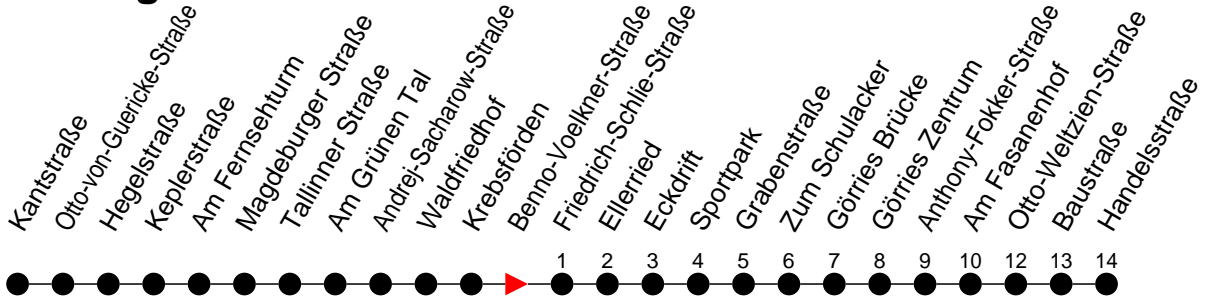 Kantstraße
Otto-von-Guericke-Straße
Hegelstraße
Keplerstraße
Am Fernsehturm
Magdeburger Straße
Tallinner Straße
Am Grünen Tal
Andrej-Sacharow-Straße
Waldfriedhof
Krebsförden
Benno-Voelkner-Straße
Friedrich-Schlie-Straße
Ellerried
Eckdrift
Sportpark
Grabenstraße
Zum Schulacker
Görries Brücke
Görries Zentrum
Anthony-Fokker-Straße
Am Fasanenhof
Otto-Weltzien-Straße
Baustraße
Handelsstraße
1 2 3 4 5 6 7 8 9 10 12 13 14